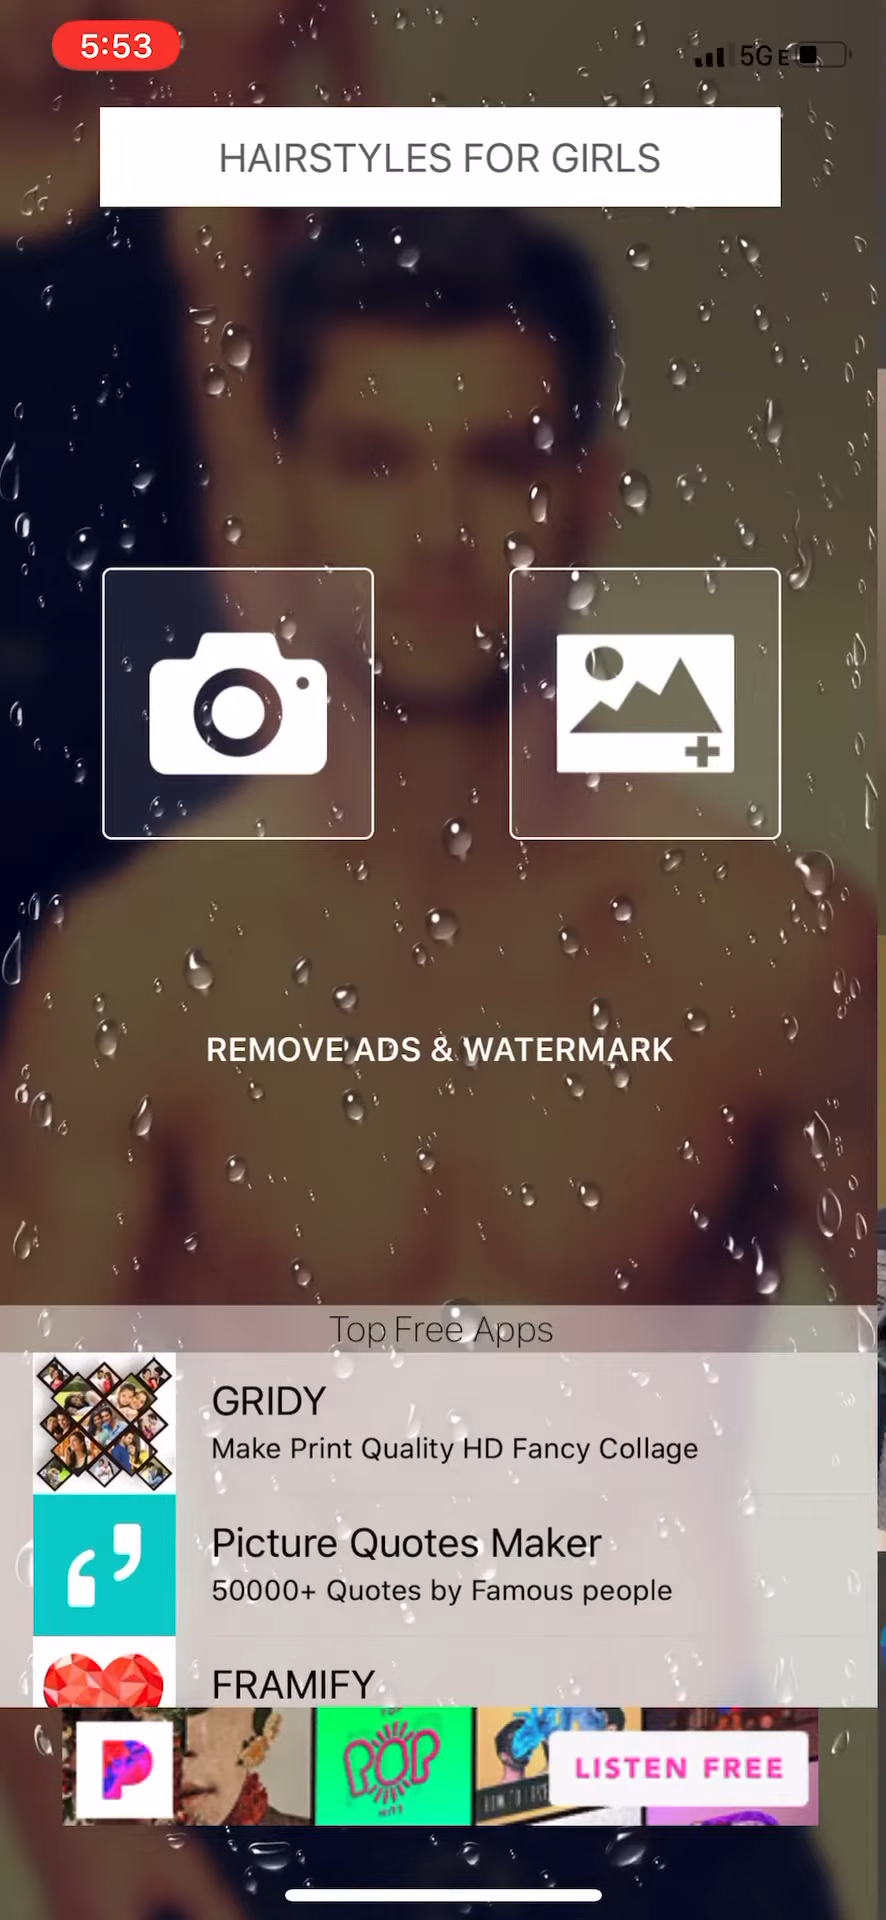 5:53
5G E
HAIRSTYLES FOR GIRLS
REMOVE ADS & WATERMARK
Top Free Apps
GRIDY
Make Print Quality HD Fancy Collage
Picture Quotes Maker
50000+ Quotes by Famous people
FRAMIFY
POP
LISTEN FREE